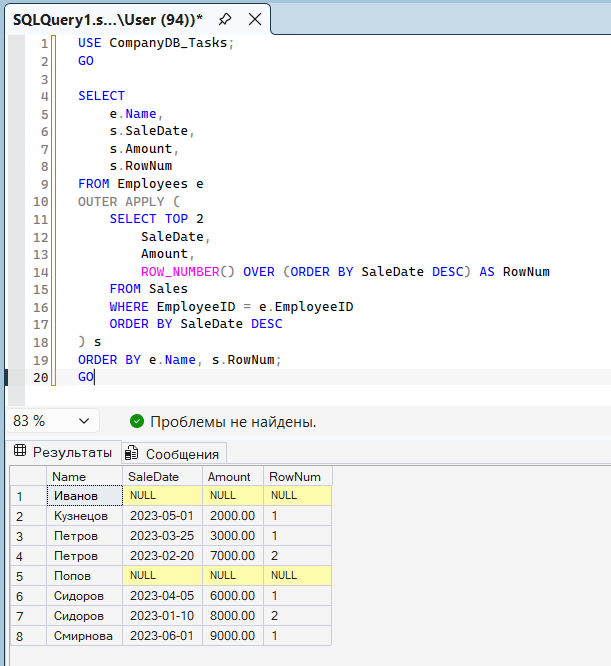 SQLQuery1.s...\User (94))*
1 USE CompanyDB_Tasks;
2 GO
3
4 SELECT
5 e.Name,
6 s.SaleDate,
7 s.Amount,
8 s.RowNum
9 FROM Employees e
10 OUTER APPLY (
11 SELECT TOP 2
12 SaleDate,
13 Amount,
14 ROW_NUMBER() OVER (ORDER BY SaleDate DESC) AS RowNum
15 FROM Sales
16 WHERE EmployeeID = e.EmployeeID
17 ORDER BY SaleDate DESC
18 ) s
19 ORDER BY e.Name, s.RowNum;
20 GO
83 % Проблемы не найдены.
Результаты Сообщения
Name SaleDate Amount RowNum
1 Иванов NULL NULL NULL
2 Кузнецов 2023-05-01 2000.00 1
3 Петров 2023-03-25 3000.00 1
4 Петров 2023-02-20 7000.00 2
5 Попов NULL NULL NULL
6 Сидоров 2023-04-05 6000.00 1
7 Сидоров 2023-01-10 8000.00 2
8 Смирнова 2023-06-01 9000.00 1